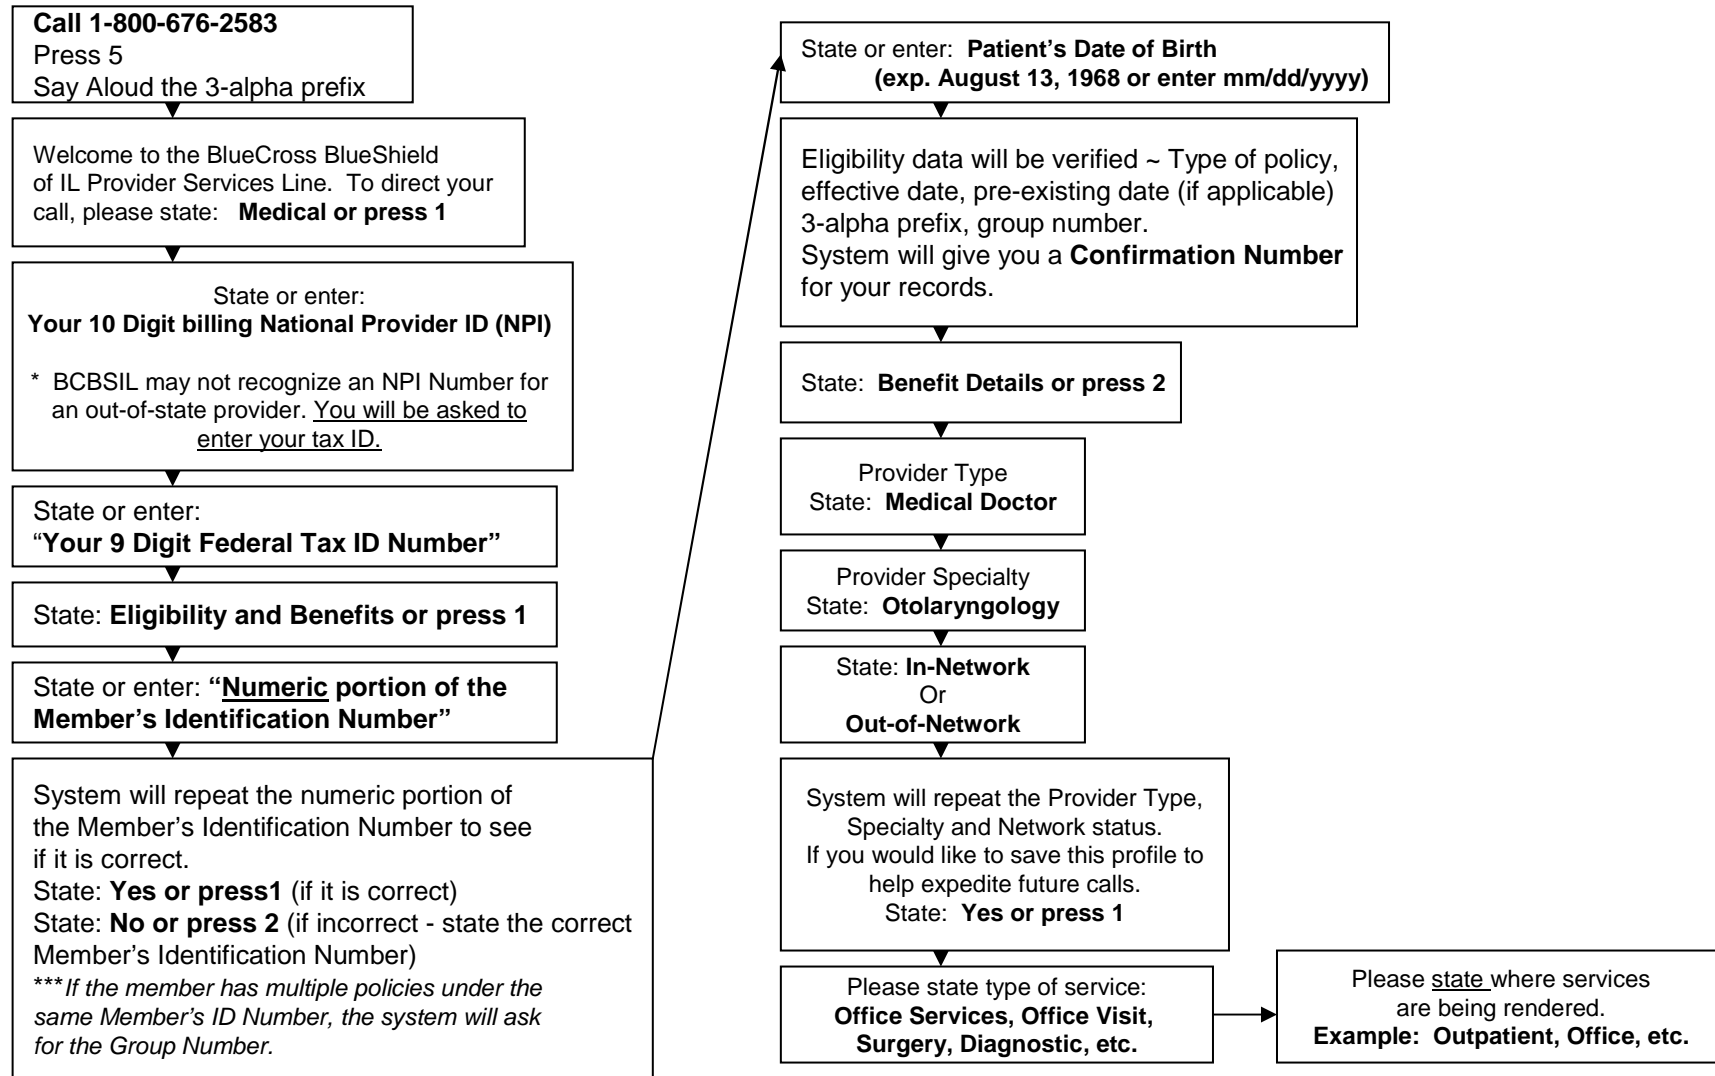 Call 1-800-676-2583
Press 5
Say Aloud the 3-alpha prefix
Welcome to the BlueCross BlueShield
of IL Provider Services Line.  To direct your
call, please state:   Medical or press 1
State or enter:
Your 10 Digit billing National Provider ID (NPI)
*  BCBSIL may not recognize an NPI Number for
an out-of-state provider. You will be asked to
enter your tax ID.
State or enter:
“Your 9 Digit Federal Tax ID Number”
State: Eligibility and Benefits or press 1
State or enter: “Numeric portion of the
Member’s Identification Number”
System will repeat the numeric portion of
the Member’s Identification Number to see
if it is correct.
State: Yes or press1 (if it is correct)
State: No or press 2 (if incorrect - state the correct
Member’s Identification Number)
***If the member has multiple policies under the
same Member’s ID Number, the system will ask
for the Group Number.
State or enter:  Patient’s Date of Birth
(exp. August 13, 1968 or enter mm/dd/yyyy)
Eligibility data will be verified ~ Type of policy,
effective date, pre-existing date (if applicable)
3-alpha prefix, group number.
System will give you a Confirmation Number
for your records.
State:  Benefit Details or press 2
Provider Type
State:  Medical Doctor
Provider Specialty
State:  Otolaryngology
State: In-Network
Or
Out-of-Network
System will repeat the Provider Type,
Specialty and Network status.
If you would like to save this profile to
help expedite future calls.
State:  Yes or press 1
Please state type of service:
Office Services, Office Visit,
Surgery, Diagnostic, etc.
Please state where services
are being rendered.
Example:  Outpatient, Office, etc.